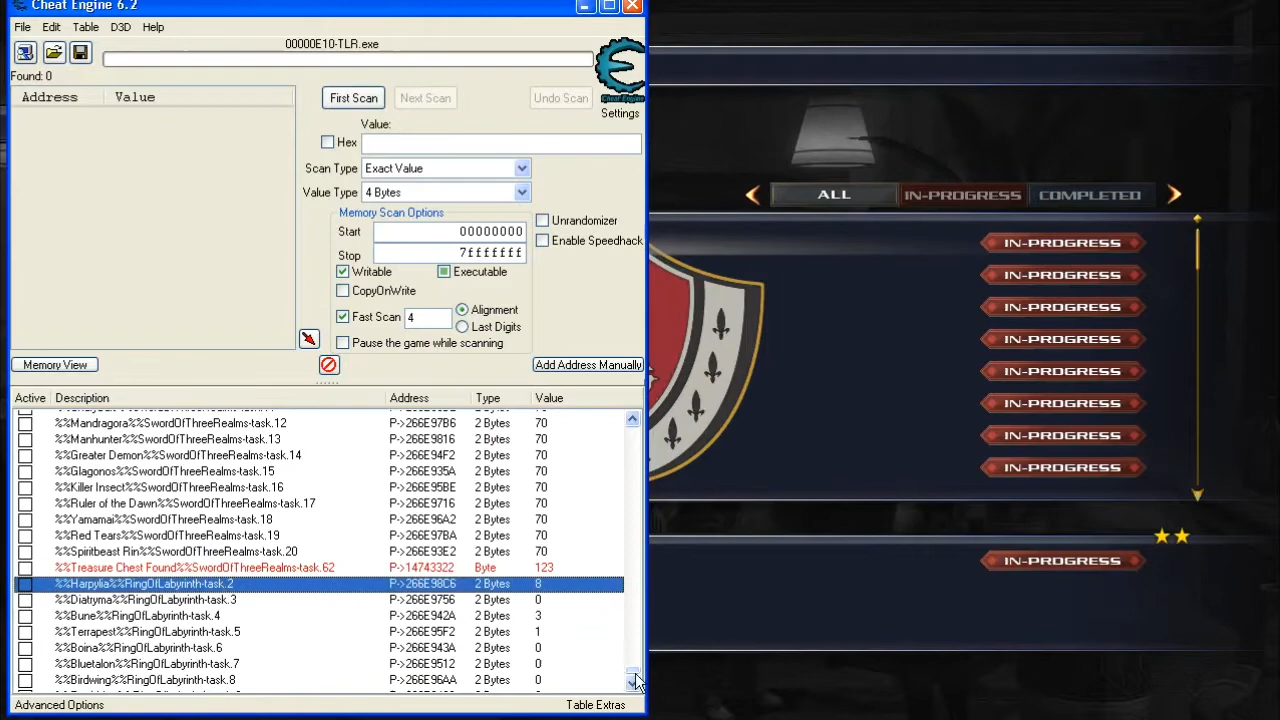 Cheat Engine 6.2
File Edit Table D3D Help
00000E10-TLR.exe
Found: 0
Address Value
First Scan Next Scan Undo Scan
Cheat Engine
Settings
Value:
Hex
Scan Type Exact Value
Value Type 4 Bytes
Memory Scan Options
Start 00000000
Stop 7fffffff
Unrandomizer
Enable Speedhack
Writable Executable
CopyOnWrite
Fast Scan 4 Alignment
Last Digits
Pause the game while scanning
Memory View Add Address Manually
Active Description Address Type Value
%%Mandragora%%SwordOfThreeRealms-task.12 P->266E97B6 2 Bytes 70
%%Manhunter%%SwordOfThreeRealms-task.13 P->266E9816 2 Bytes 70
%%Greater Demon%%SwordOfThreeRealms-task.14 P->266E94F2 2 Bytes 70
%%Glagonos%%SwordOfThreeRealms-task.15 P->266E935A 2 Bytes 70
%%Killer Insect%%SwordOfThreeRealms-task.16 P->266E95BE 2 Bytes 70
%%Ruler of the Dawn%%SwordOfThreeRealms-task.17 P->266E9716 2 Bytes 70
%%Yamamai%%SwordOfThreeRealms-task.18 P->266E96A2 2 Bytes 70
%%Red Tears%%SwordOfThreeRealms-task.19 P->266E97BA 2 Bytes 70
%%Spiritbeast Rin%%SwordOfThreeRealms-task.20 P->266E93E2 2 Bytes 70
%%Treasure Chest Found%%SwordOfThreeRealms-task.62 P->14743322 Byte 123
%%Harpylia%%RingOfLabyrinth-task.2 P->266E98C6 2 Bytes 8
%%Diatryma%%RingOfLabyrinth-task.3 P->266E9756 2 Bytes 0
%%Bune%%RingOfLabyrinth-task.4 P->266E942A 2 Bytes 3
%%Terrapest%%RingOfLabyrinth-task.5 P->266E95F2 2 Bytes 1
%%Boina%%RingOfLabyrinth-task.6 P->266E943A 2 Bytes 0
%%Bluetalon%%RingOfLabyrinth-task.7 P->266E9512 2 Bytes 0
%%Birdwing%%RingOfLabyrinth-task.8 P->266E96AA 2 Bytes 0
Advanced Options Table Extras
ALL IN-PROGRESS COMPLETED
IN-PROGRESS
IN-PROGRESS
IN-PROGRESS
IN-PROGRESS
IN-PROGRESS
IN-PROGRESS
IN-PROGRESS
IN-PROGRESS
IN-PROGRESS